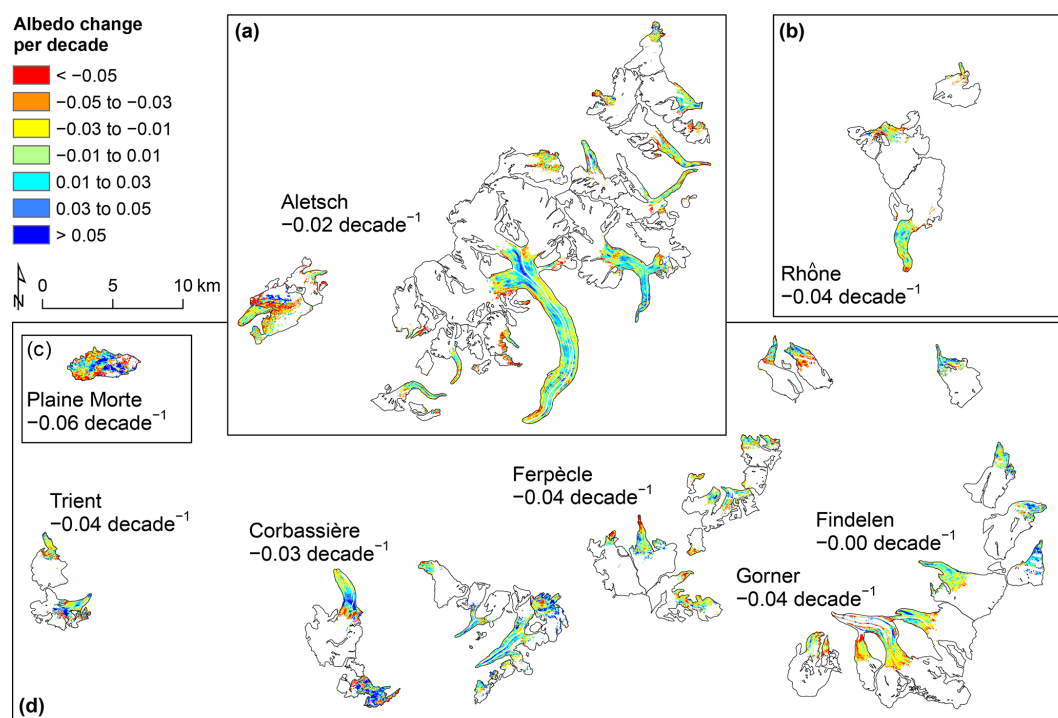 Albedo change
per decade
< −0.05
−0.05 to −0.03
−0.03 to −0.01
−0.01 to 0.01
0.01 to 0.03
0.03 to 0.05
> 0.05
N
0 5 10 km
(a)
Aletsch
−0.02 decade⁻¹
(b)
Rhône
−0.04 decade⁻¹
(c)
Plaine Morte
−0.06 decade⁻¹
Trient
−0.04 decade⁻¹
Corbassière
−0.03 decade⁻¹
Ferpècle
−0.04 decade⁻¹
Findelen
−0.00 decade⁻¹
Gorner
−0.04 decade⁻¹
(d)